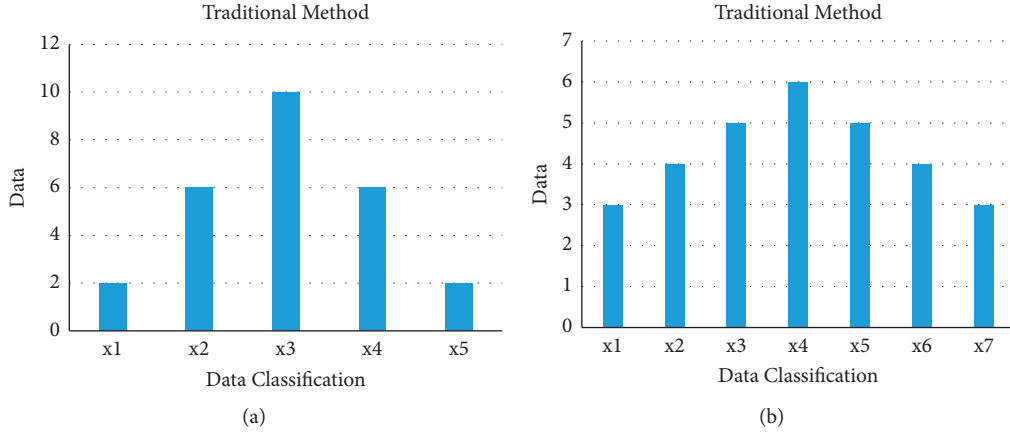 Traditional Method
12
10
8
6
4
2
0
Data
x1 x2 x3 x4 x5
Data Classification
(a)
Traditional Method
7
6
5
4
3
2
1
0
Data
x1 x2 x3 x4 x5 x6 x7
Data Classification
(b)